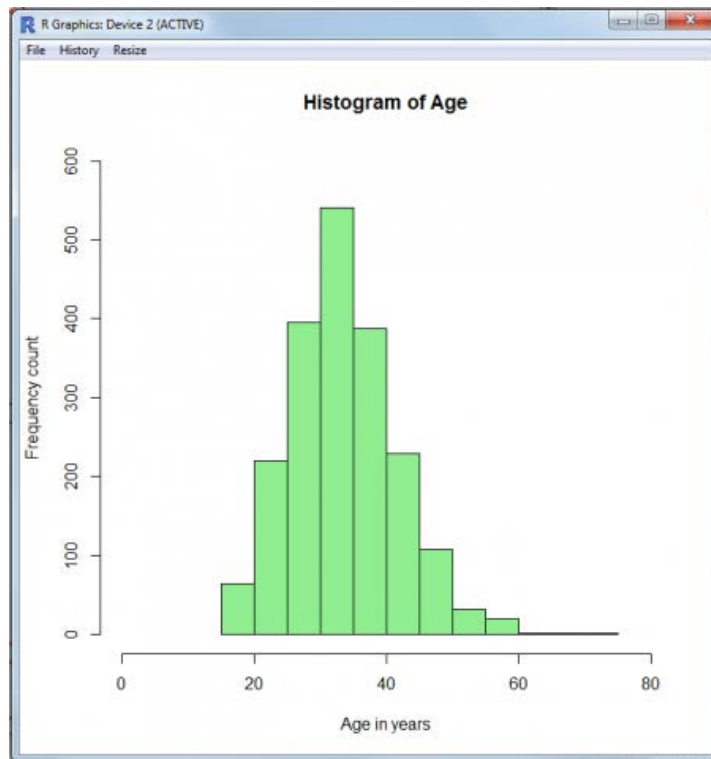 R Graphics: Device 2 (ACTIVE)
File History Resize
Histogram of Age
600
500
400
300
200
100
0
Frequency count
0 20 40 60 80
Age in years